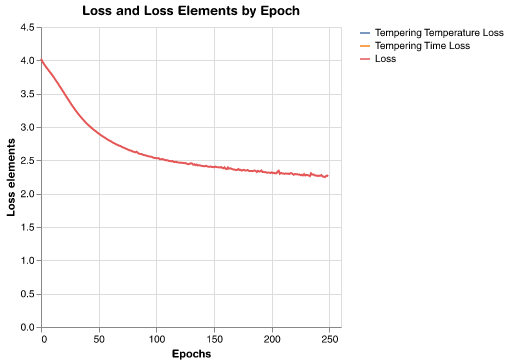 Loss and Loss Elements by Epoch
Tempering Temperature Loss
Tempering Time Loss
Loss
4.5
4.0
3.5
3.0
2.5
2.0
1.5
1.0
0.5
0.0
Loss elements
0 50 100 150 200 250
Epochs